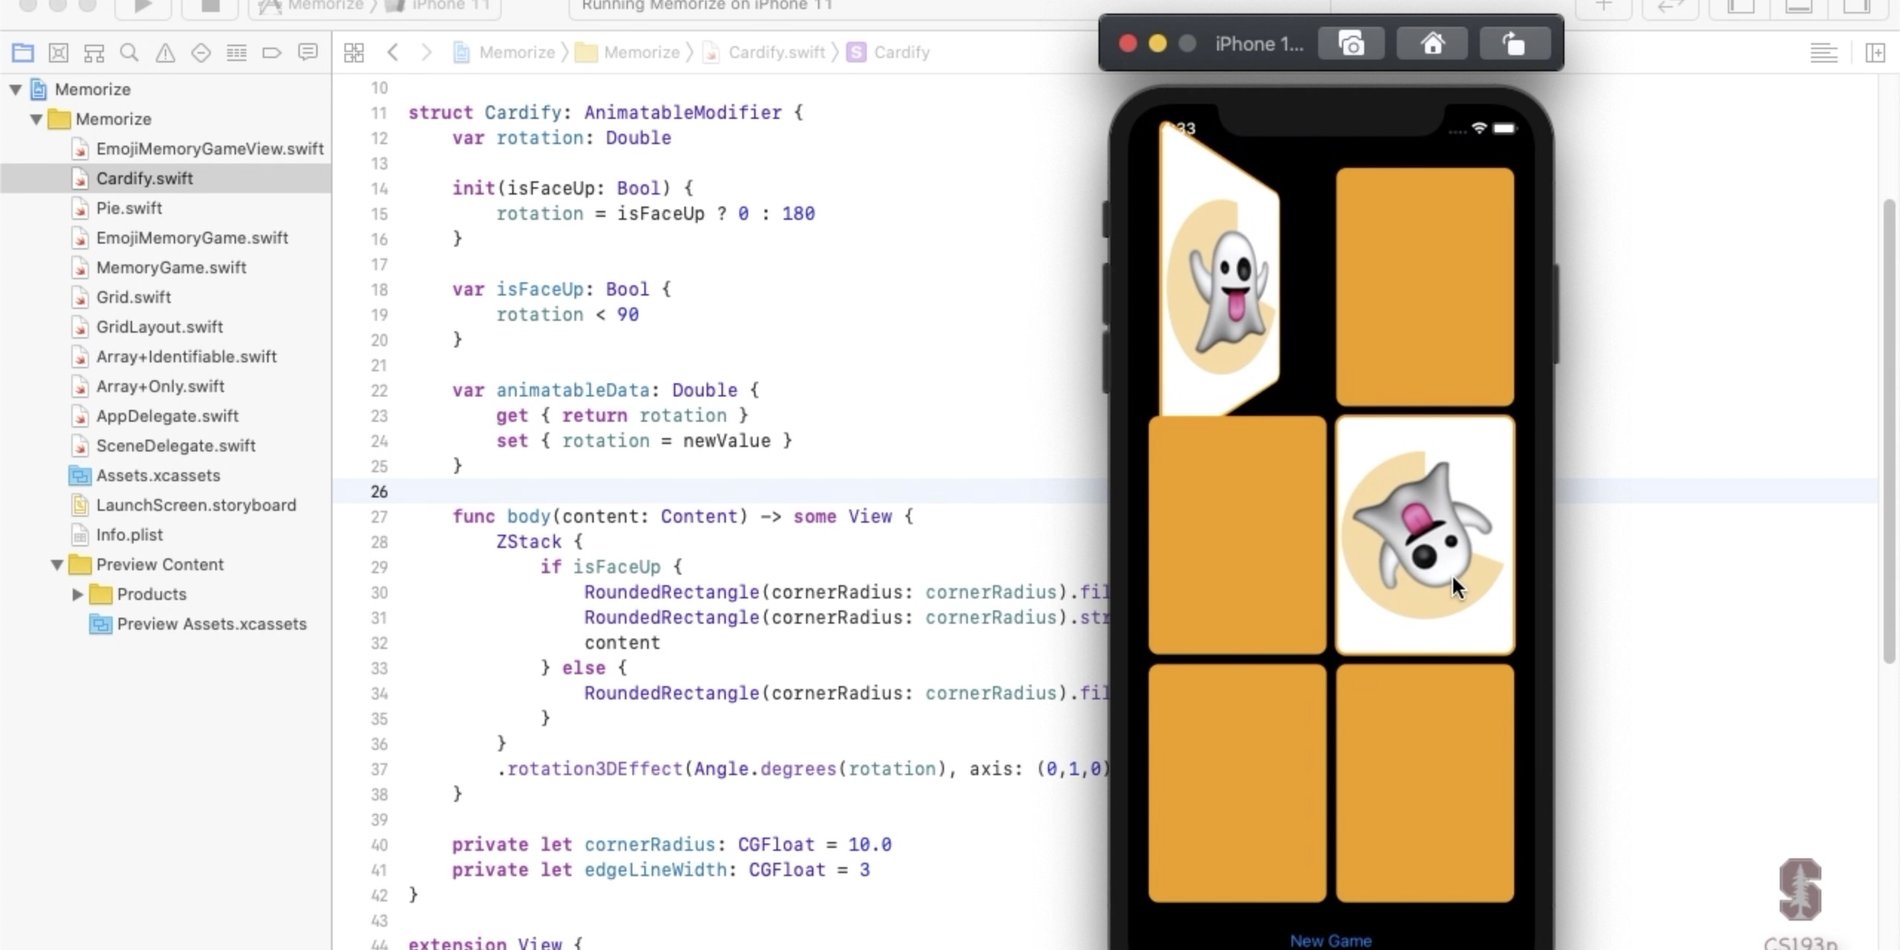 Memorize 〉 iPhone 11
Running Memorize on iPhone 11
iPhone 1...
Memorize 〉 Memorize 〉 Cardify.swift 〉 S Cardify
Memorize
Memorize
EmojiMemoryGameView.swift
Cardify.swift
Pie.swift
EmojiMemoryGame.swift
MemoryGame.swift
Grid.swift
GridLayout.swift
Array+Identifiable.swift
Array+Only.swift
AppDelegate.swift
SceneDelegate.swift
Assets.xcassets
LaunchScreen.storyboard
Info.plist
Preview Content
Products
Preview Assets.xcassets
10
11 struct Cardify: AnimatableModifier {
12 var rotation: Double
13
14 init(isFaceUp: Bool) {
15 rotation = isFaceUp ? 0 : 180
16 }
17
18 var isFaceUp: Bool {
19 rotation < 90
20 }
21
22 var animatableData: Double {
23 get { return rotation }
24 set { rotation = newValue }
25 }
26
27 func body(content: Content) -> some View {
28 ZStack {
29 if isFaceUp {
30 RoundedRectangle(cornerRadius: cornerRadius).fil
31 RoundedRectangle(cornerRadius: cornerRadius).str
32 content
33 } else {
34 RoundedRectangle(cornerRadius: cornerRadius).fil
35 }
36 }
37 .rotation3DEffect(Angle.degrees(rotation), axis: (0,1,0)
38 }
39
40 private let cornerRadius: CGFloat = 10.0
41 private let edgeLineWidth: CGFloat = 3
42 }
43
44 extension View {
:33
New Game
S
CS193p